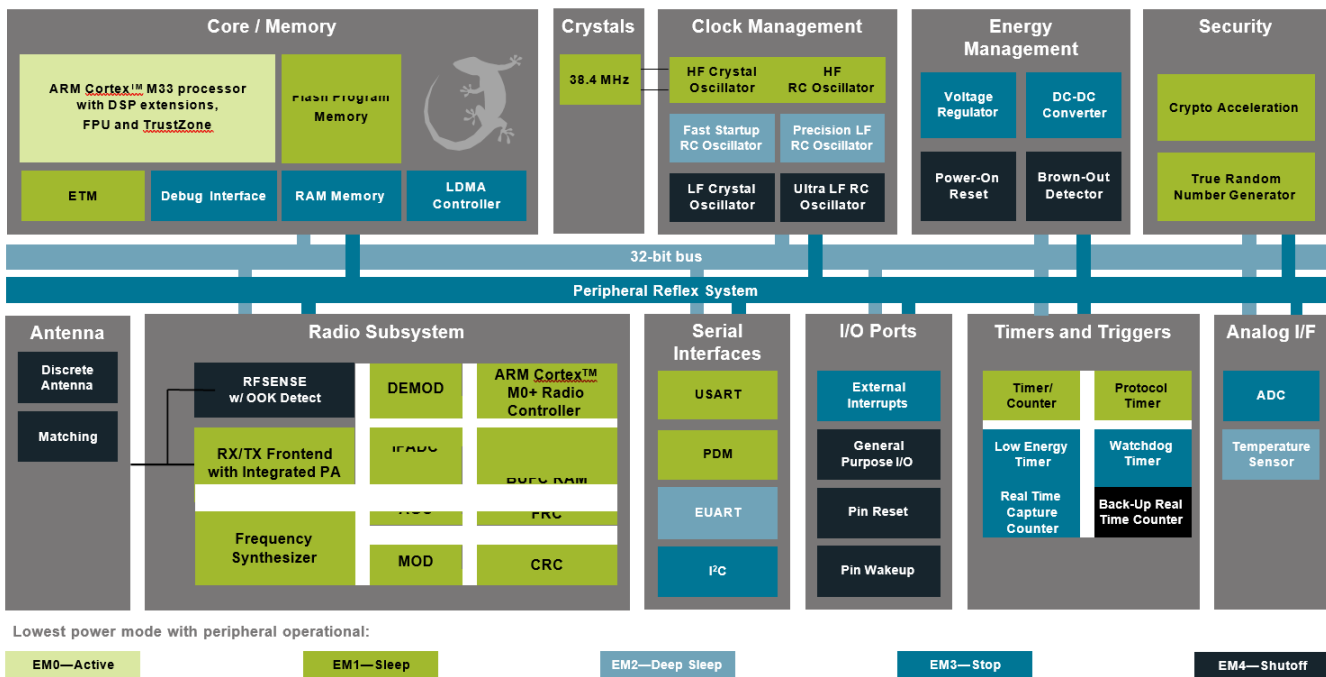 Core / Memory
ARM Cortex™ M33 processor
with DSP extensions,
FPU and TrustZone
Flash Program
Memory
ETM
Debug Interface
RAM Memory
LDMA
Controller
Crystals
38.4 MHz
Clock Management
HF Crystal
Oscillator
HF
RC Oscillator
Fast Startup
RC Oscillator
Precision LF
RC Oscillator
LF Crystal
Oscillator
Ultra LF RC
Oscillator
Energy
Management
Voltage
Regulator
DC-DC
Converter
Power-On
Reset
Brown-Out
Detector
Security
Crypto Acceleration
True Random
Number Generator
32-bit bus
Peripheral Reflex System
Antenna
Discrete
Antenna
Matching
Radio Subsystem
RFSENSE
w/ OOK Detect
DEMOD
ARM Cortex™
M0+ Radio
Controller
RX/TX Frontend
with Integrated PA
IFADC
BUFC RAM
AGC
FRC
Frequency
Synthesizer
MOD
CRC
Serial
Interfaces
USART
PDM
EUART
I²C
I/O Ports
External
Interrupts
General
Purpose I/O
Pin Reset
Pin Wakeup
Timers and Triggers
Timer/
Counter
Protocol
Timer
Low Energy
Timer
Watchdog
Timer
Real Time
Capture
Counter
Back-Up Real
Time Counter
Analog I/F
ADC
Temperature
Sensor
Lowest power mode with peripheral operational:
EM0—Active
EM1—Sleep
EM2—Deep Sleep
EM3—Stop
EM4—Shutoff